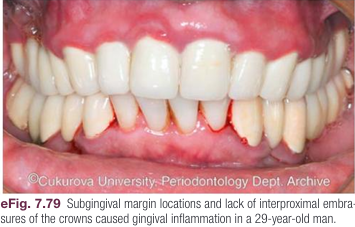 ©Cukurova University, Periodontology Dept. Archive
eFig. 7.79 Subgingival margin locations and lack of interproximal embra-
sures of the crowns caused gingival inflammation in a 29-year-old man.